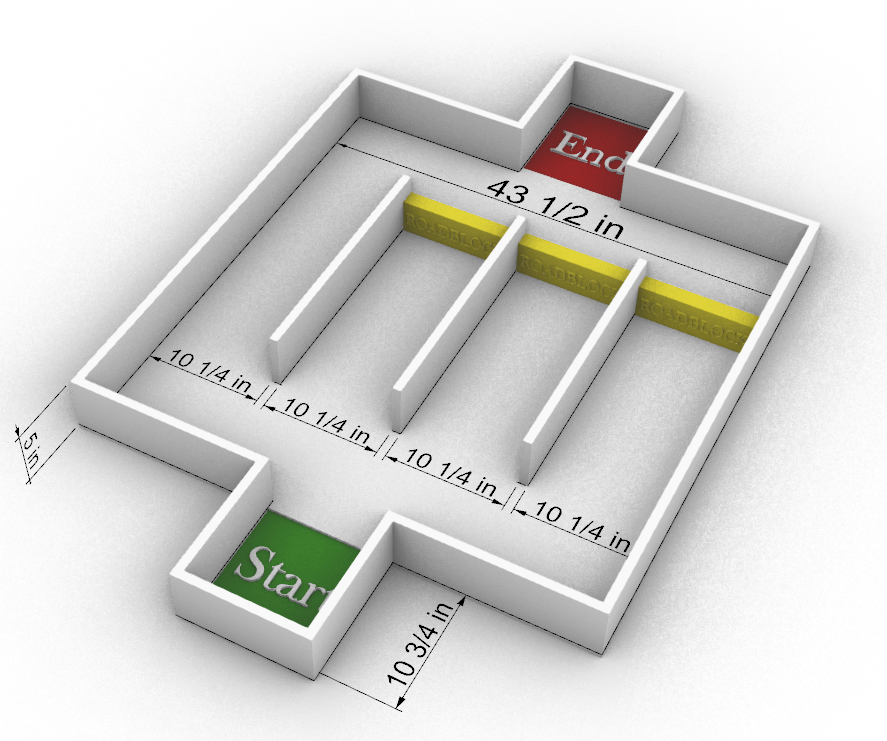 End
43 1/2 in
ROADBLOCK
ROADBLOCK
ROADBLOCK
10 1/4 in
10 1/4 in
10 1/4 in
10 1/4 in
5 in
Start
10 3/4 in